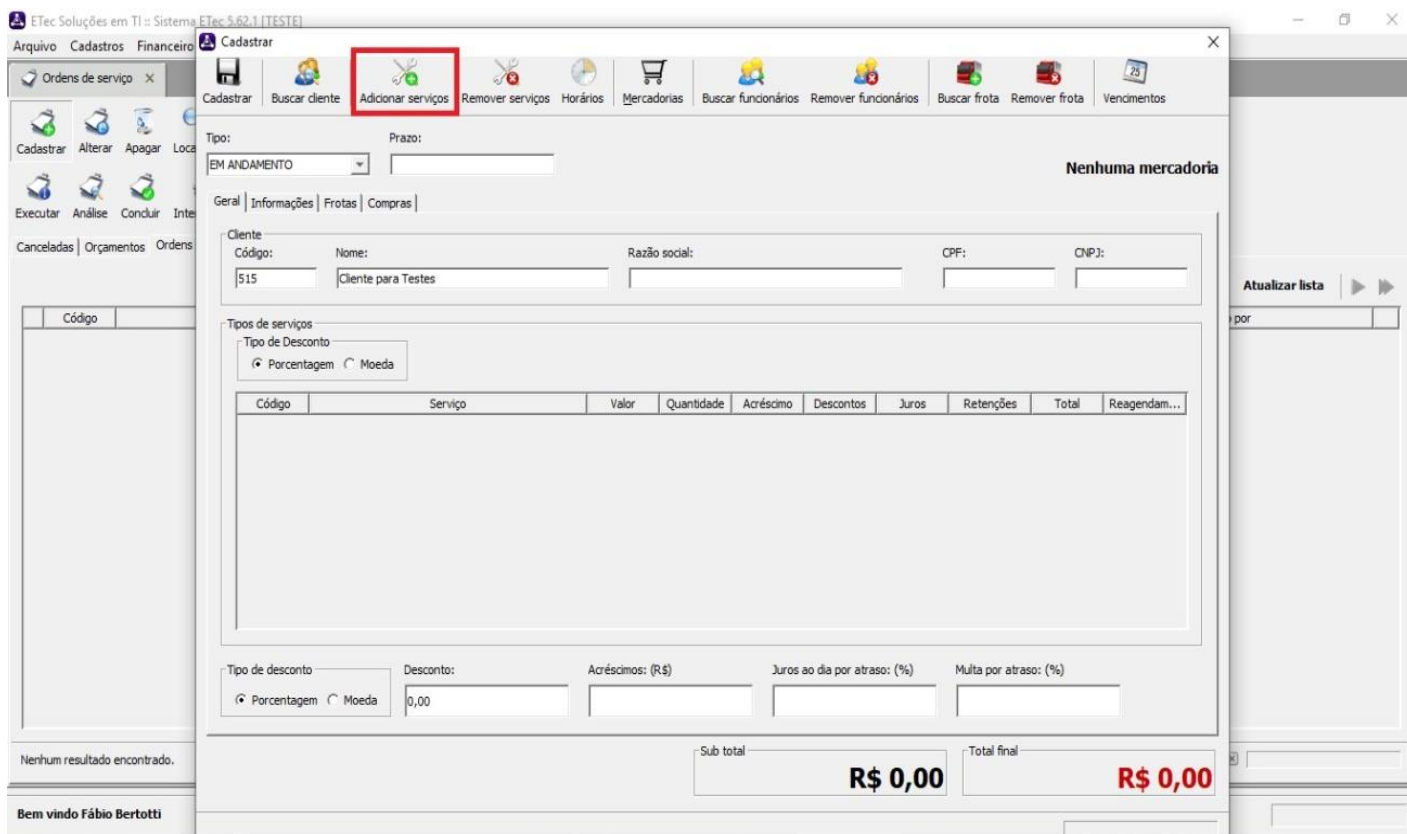 ETec Soluções em TI :: Sistema ETec 5.62.1 [TESTE]
Arquivo Cadastros Financeiro
Ordens de serviço
Cadastrar Alterar Apagar
Executar Análise Concluir
Canceladas Orçamentos Ordens
Código
Nenhum resultado encontrado.
Bem vindo Fábio Bertotti
Cadastrar
Cadastrar Buscar cliente Adicionar serviços Remover serviços Horários Mercadorias Buscar funcionários Remover funcionários Buscar frota Remover frota Vencimentos
Tipo: Prazo:
EM ANDAMENTO
Nenhuma mercadoria
Geral Informações Frotas Compras
Cliente
Código: Nome: Razão social: CPF: CNPJ:
515 Cliente para Testes
Tipos de serviços
Tipo de Desconto
Porcentagem Moeda
Código Serviço Valor Quantidade Acréscimo Descontos Juros Retenções Total Reagendam...
Tipo de desconto Desconto: Acréscimos: (R$) Juros ao dia por atraso: (%) Multa por atraso: (%)
Porcentagem Moeda 0,00
Sub total Total final
R$ 0,00 R$ 0,00
Atualizar lista
por